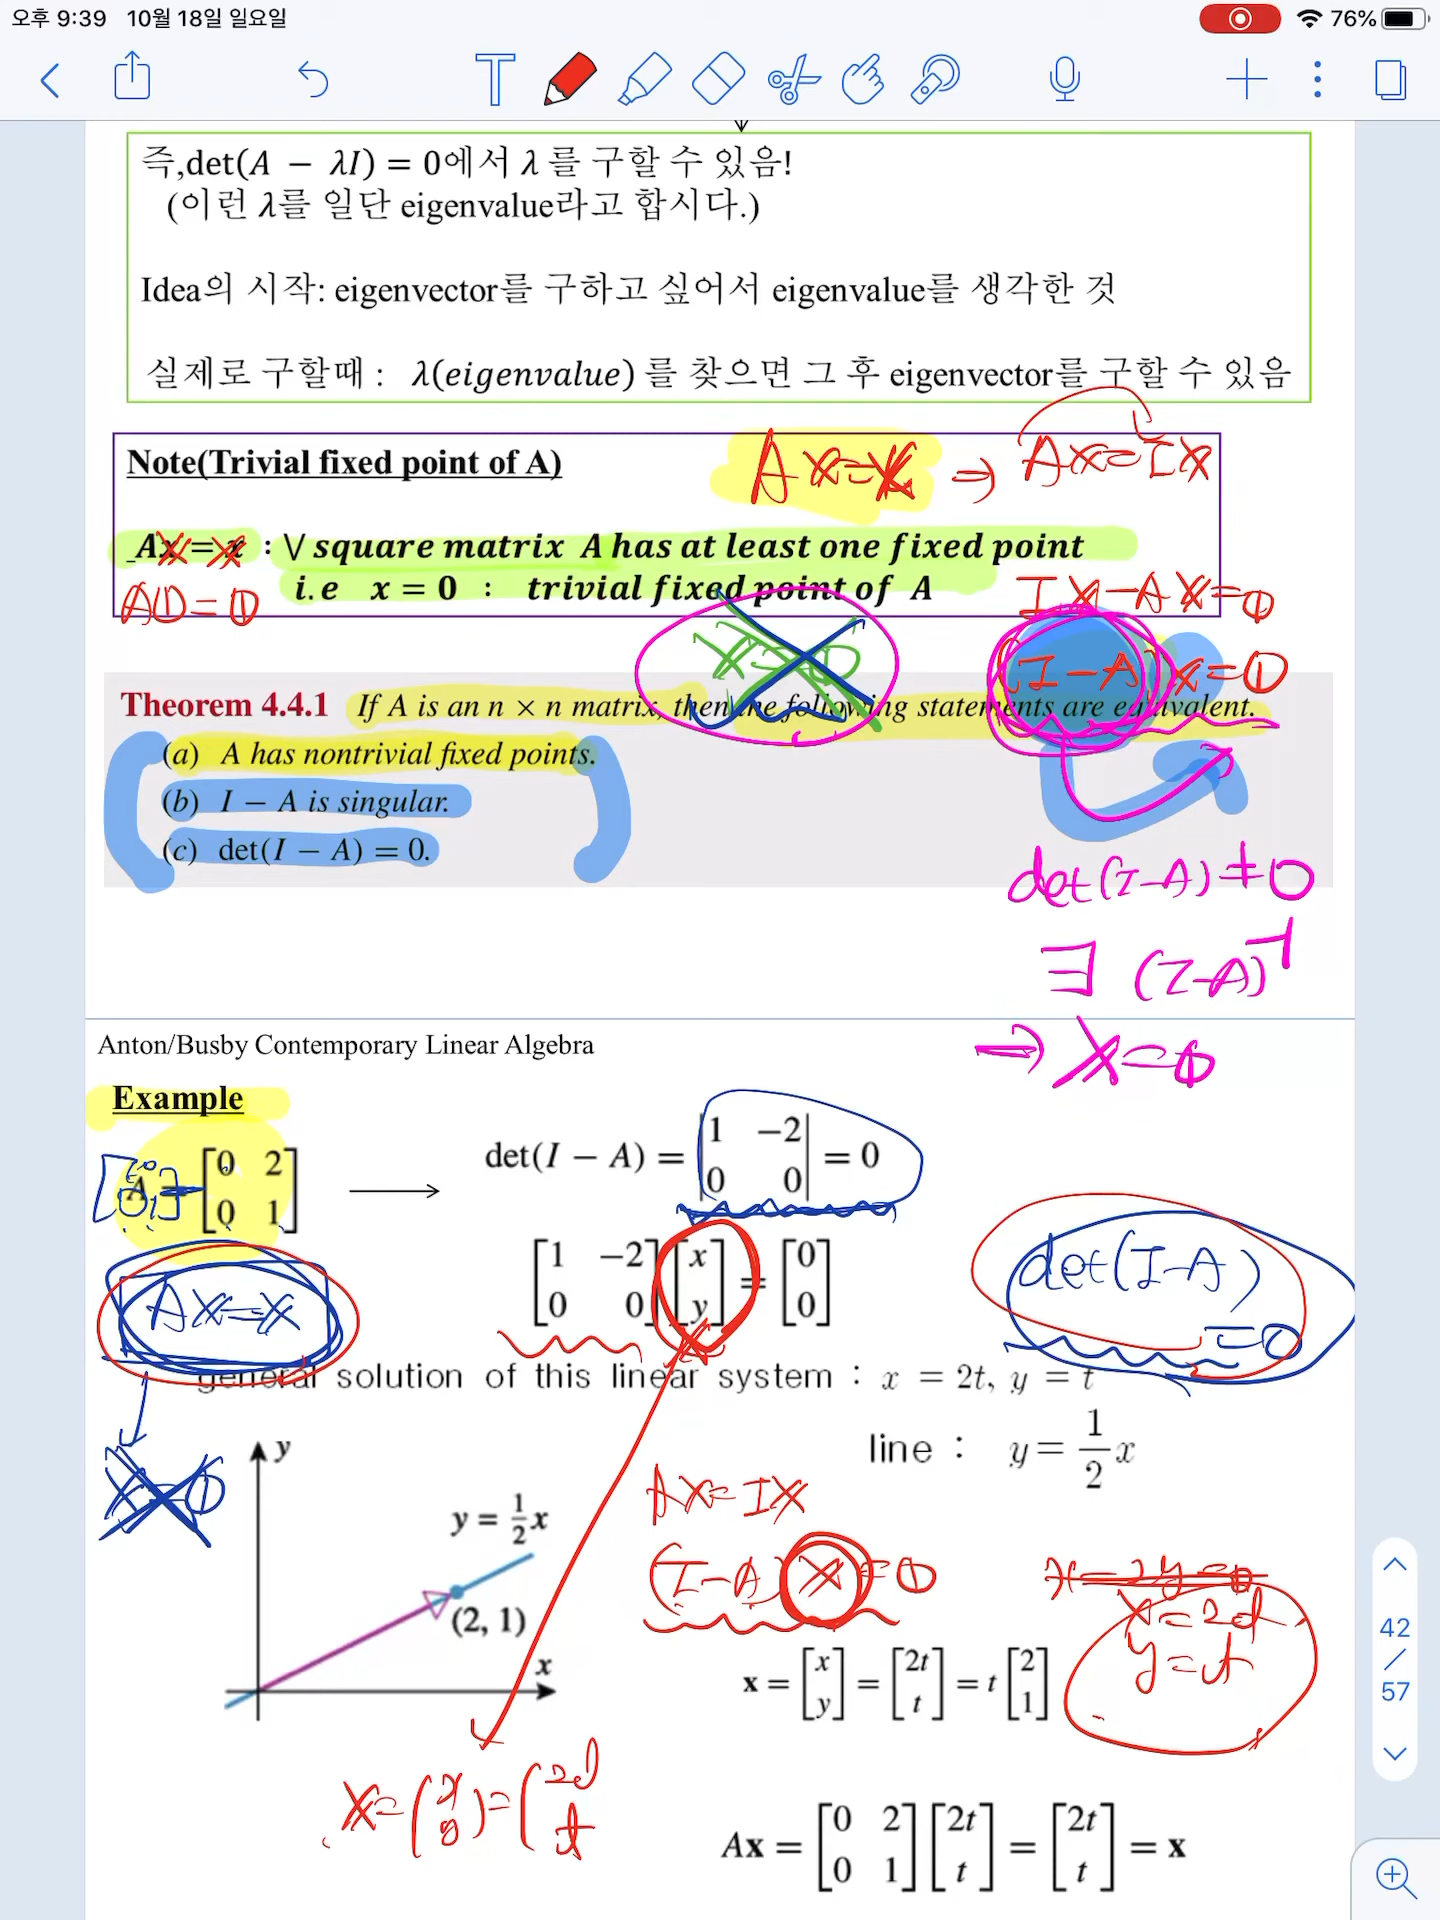 오후 9:39 10월 18일 일요일 76%
즉,det(A − λI) = 0에서 λ 를 구할 수 있음!
(이런 λ를 일단 eigenvalue라고 합시다.)
Idea의 시작: eigenvector를 구하고 싶어서 eigenvalue를 생각한 것
실제로 구할때 : λ(eigenvalue) 를 찾으면 그 후 eigenvector를 구할 수 있음
Note(Trivial fixed point of A)
Ax=x ⇒ Ax=Ix
Ax = x : ∀ square matrix A has at least one fixed point
i.e x = 0 : trivial fixed point of A
A0=0
Ix-Ax=0
x=0
(I-A)x=0
Theorem 4.4.1 If A is an n × n matrix, then the following statements are equivalent.
(a) A has nontrivial fixed points.
(b) I − A is singular.
(c) det(I − A) = 0.
det(I-A)≠0
∃ (I-A)⁻¹
⇒ x=0
Anton/Busby Contemporary Linear Algebra
Example
det(I − A) = |1 −2| = 0
|0 0|
A = [0 2]
[0 1]
[1 −2] [x] = [0]
[0 0] [y] [0]
Ax=x
det(I-A)
=0
general solution of this linear system : x = 2t, y = t
line : y = 1/2 x
x=0
y
y = 1/2 x
(2, 1)
x
Ax=Ix
(I-A)x=0
x-2y=0
x=2t
y=t
x = [x] = [2t] = t [2]
[y] [t] [1]
x=(x)=(2t
y t
Ax = [0 2] [2t] = [2t] = x
[0 1] [t] [t]
42
/
57